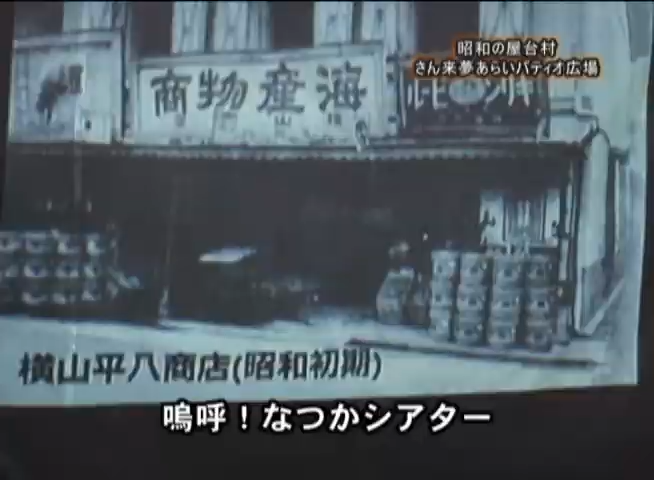 昭和の屋台村
さん来夢あらいパティオ広場
商物産海
横山平八商店(昭和初期)
嗚呼!なつかシアター